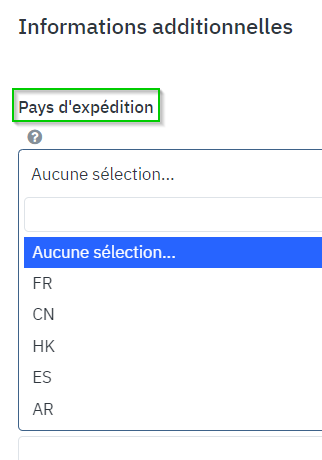 Informations additionnelles
Pays d'expédition
?
Aucune sélection...
Aucune sélection...
FR
CN
HK
ES
AR